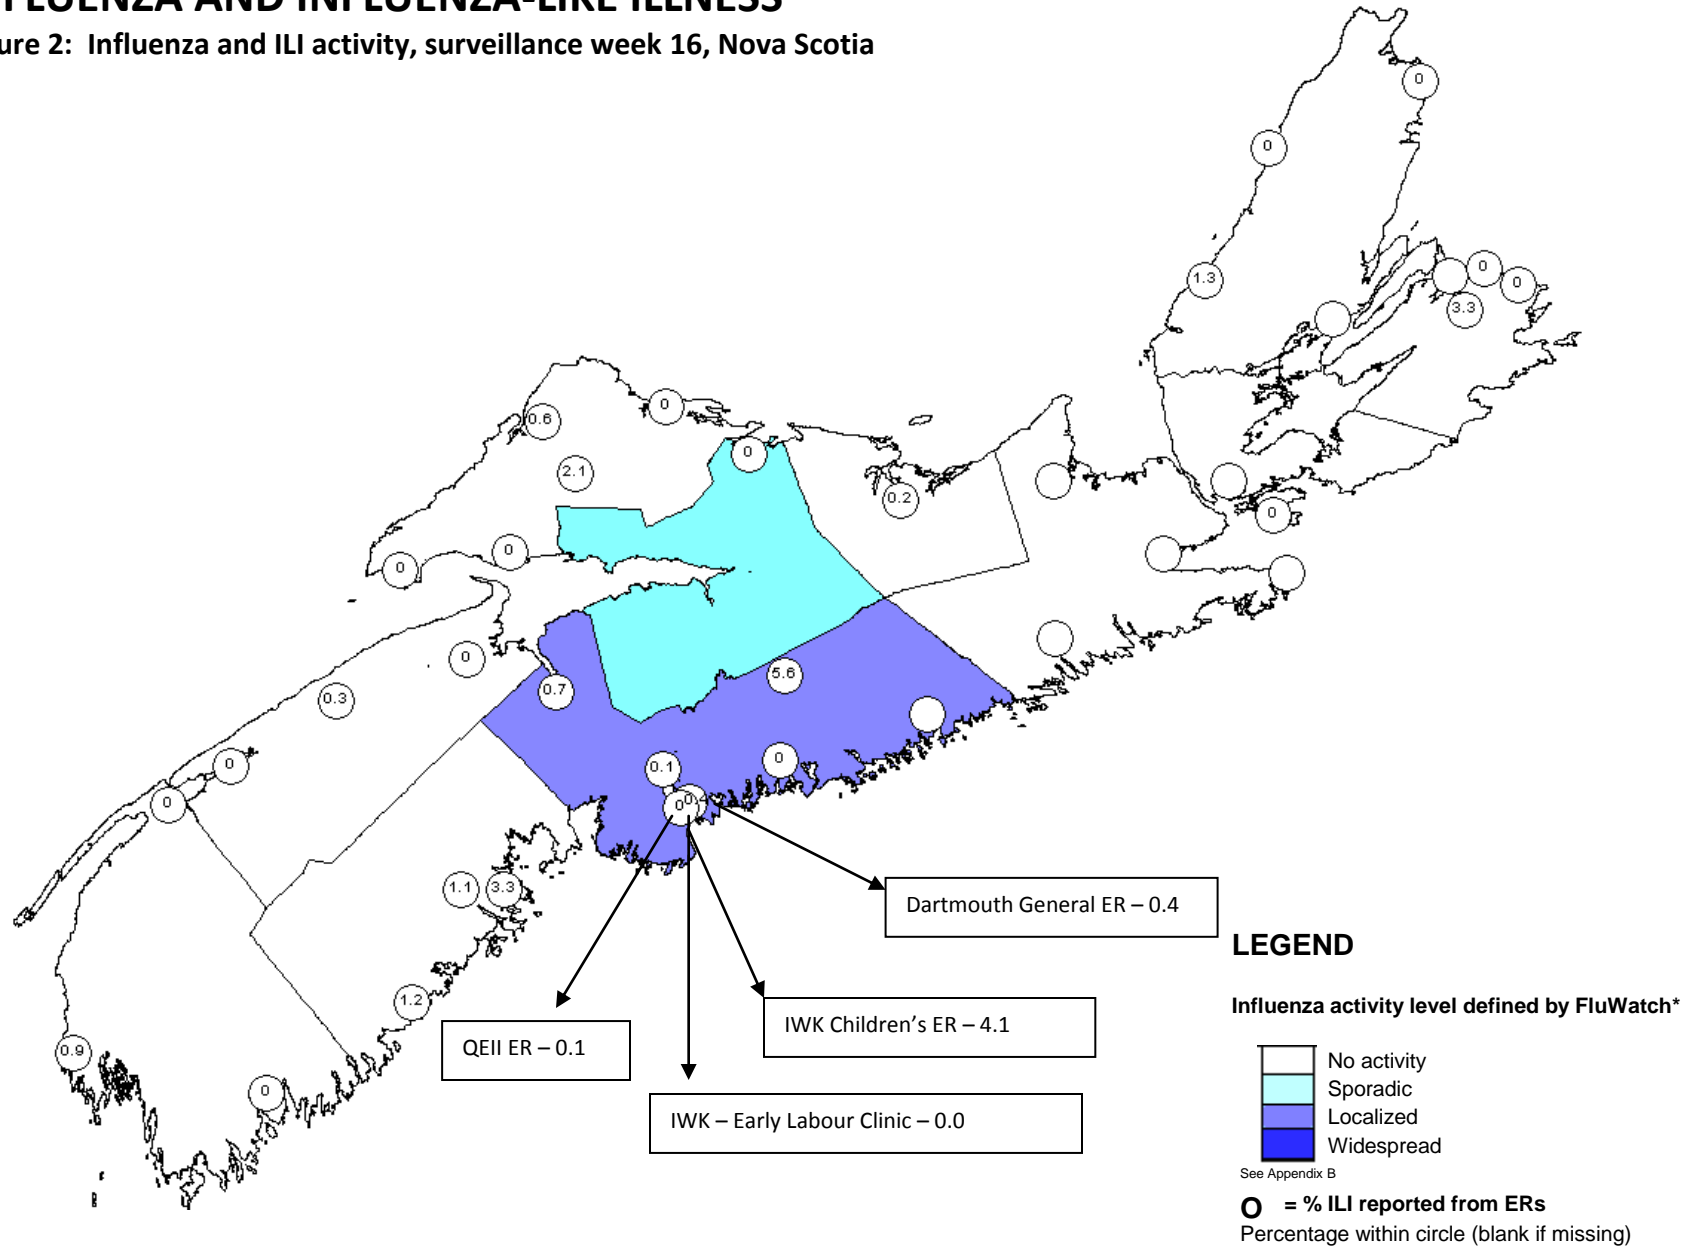 FLUENZA AND INFLUENZA-LIKE ILLNESS
ure 2: Influenza and ILI activity, surveillance week 16, Nova Scotia
0
0
1.3
0
0
3.3
0
0.6
0
2.1
0.2
0
0
0
0
0.3
0.7
5.6
0
0
0.1
0
0
0.4
1.1
3.3
1.2
0.9
0
Dartmouth General ER – 0.4
IWK Children's ER – 4.1
QEII ER – 0.1
IWK – Early Labour Clinic – 0.0
LEGEND
Influenza activity level defined by FluWatch*
No activity
Sporadic
Localized
Widespread
See Appendix B
O = % ILI reported from ERs
Percentage within circle (blank if missing)